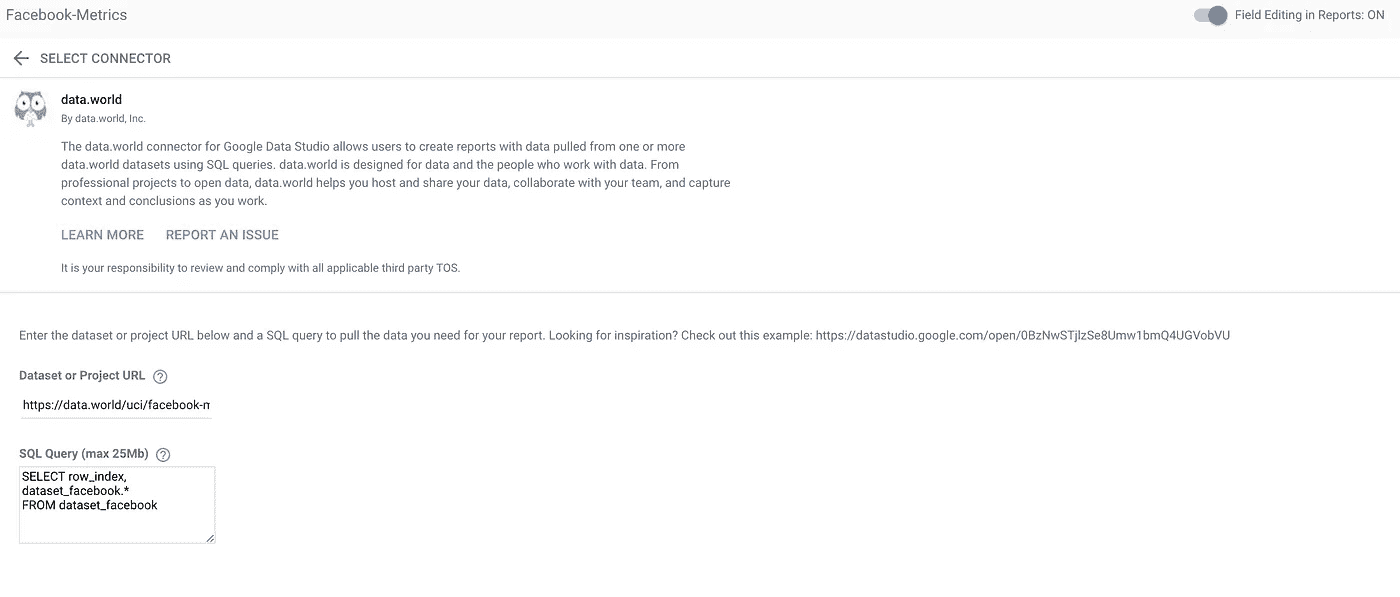 Facebook-Metrics
Field Editing in Reports: ON
SELECT CONNECTOR
data.world
By data.world, Inc.
The data.world connector for Google Data Studio allows users to create reports with data pulled from one or more
data.world datasets using SQL queries. data.world is designed for data and the people who work with data. From
professional projects to open data, data.world helps you host and share your data, collaborate with your team, and capture
context and conclusions as you work.
LEARN MORE REPORT AN ISSUE
It is your responsibility to review and comply with all applicable third party TOS.
Enter the dataset or project URL below and a SQL query to pull the data you need for your report. Looking for inspiration? Check out this example: https://datastudio.google.com/open/0BzNwSTjlzSe8Umw1bmQ4UGVobVU
Dataset or Project URL ?
https://data.world/uci/facebook-m
SQL Query (max 25Mb) ?
SELECT row_index,
dataset_facebook.*
FROM dataset_facebook